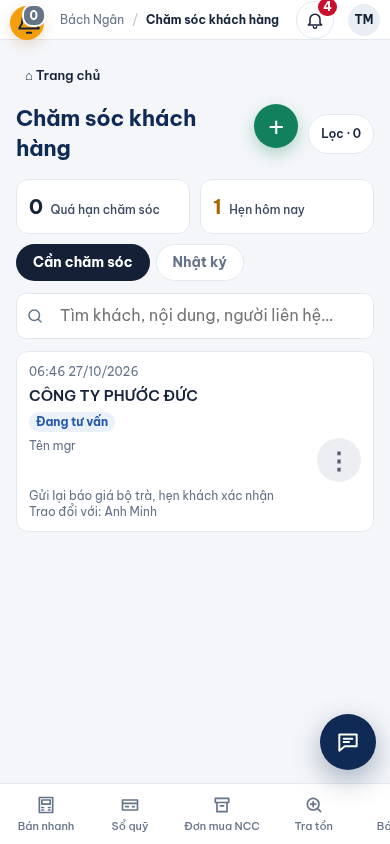 0
Bách Ngân / Chăm sóc khách hàng
4
TM
⌂ Trang chủ
Chăm sóc khách
hàng
+
Lọc · 0
0 Quá hạn chăm sóc
1 Hẹn hôm nay
Cần chăm sóc
Nhật ký
Tìm khách, nội dung, người liên hệ...
06:46 27/10/2026
CÔNG TY PHƯỚC ĐỨC
Đang tư vấn
Tên mgr
Gửi lại báo giá bộ trà, hẹn khách xác nhận
Trao đổi với: Anh Minh
Bán nhanh
Sổ quỹ
Đơn mua NCC
Tra tồn